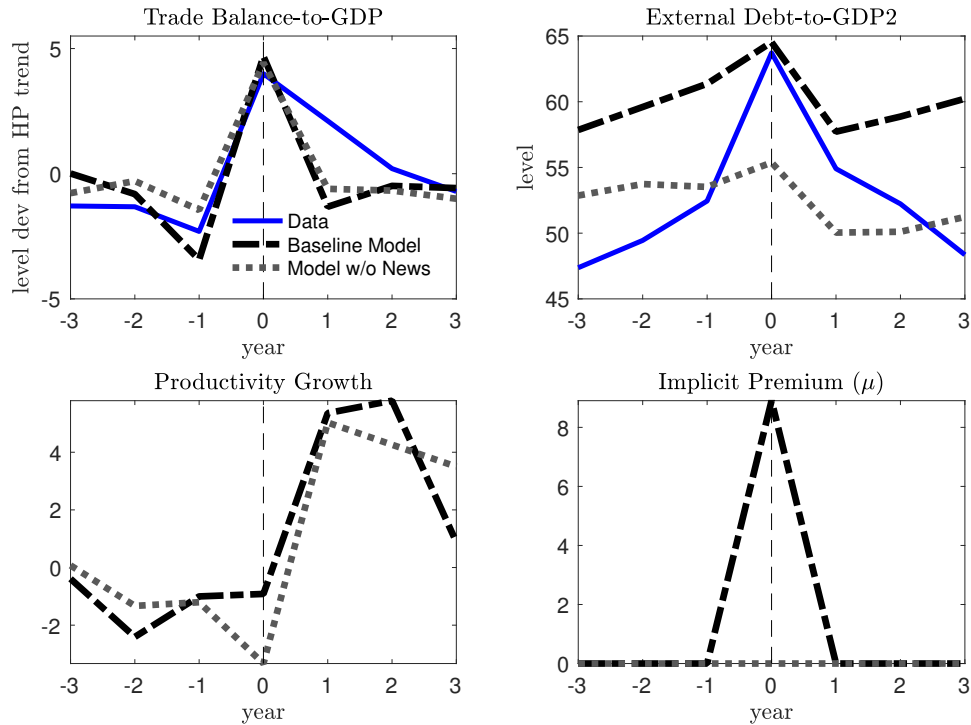 Trade Balance-to-GDP
5
0
-5
level dev from HP trend
Data
Baseline Model
Model w/o News
-3 -2 -1 0 1 2 3
year
External Debt-to-GDP2
65
60
55
50
45
level
-3 -2 -1 0 1 2 3
year
Productivity Growth
4
2
0
-2
-3 -2 -1 0 1 2 3
year
Implicit Premium (μ)
8
6
4
2
0
-3 -2 -1 0 1 2 3
year